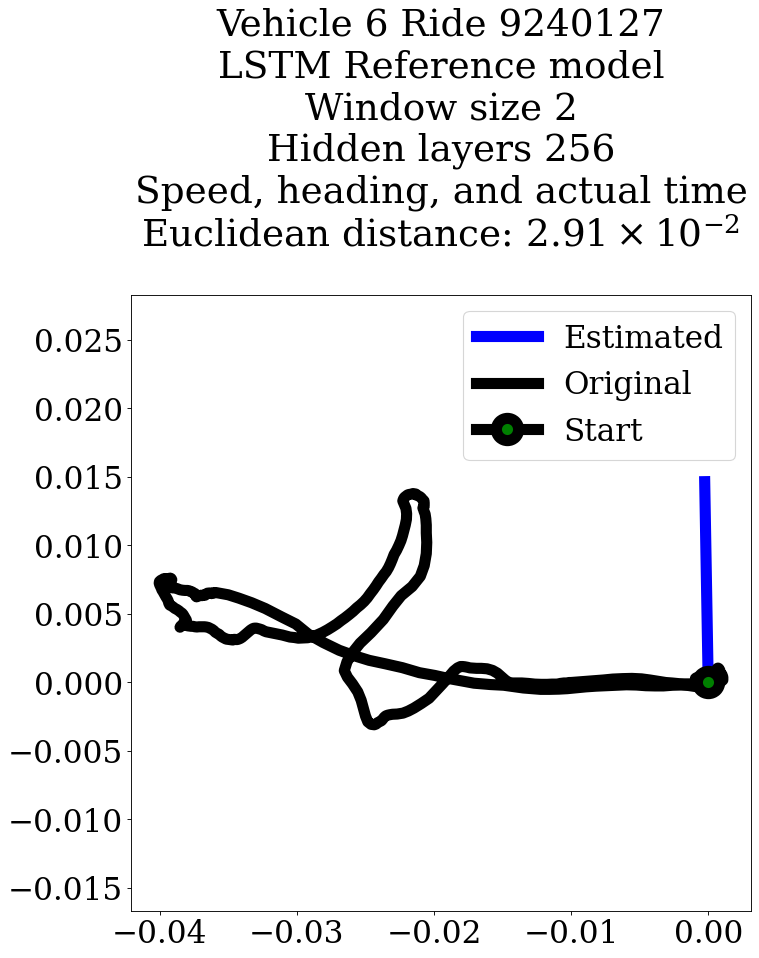 Vehicle 6 Ride 9240127
LSTM Reference model
Window size 2
Hidden layers 256
Speed, heading, and actual time
Euclidean distance: 2.91 × 10⁻²
Estimated
Original
Start
0.025
0.020
0.015
0.010
0.005
0.000
−0.005
−0.010
−0.015
−0.04 −0.03 −0.02 −0.01 0.00